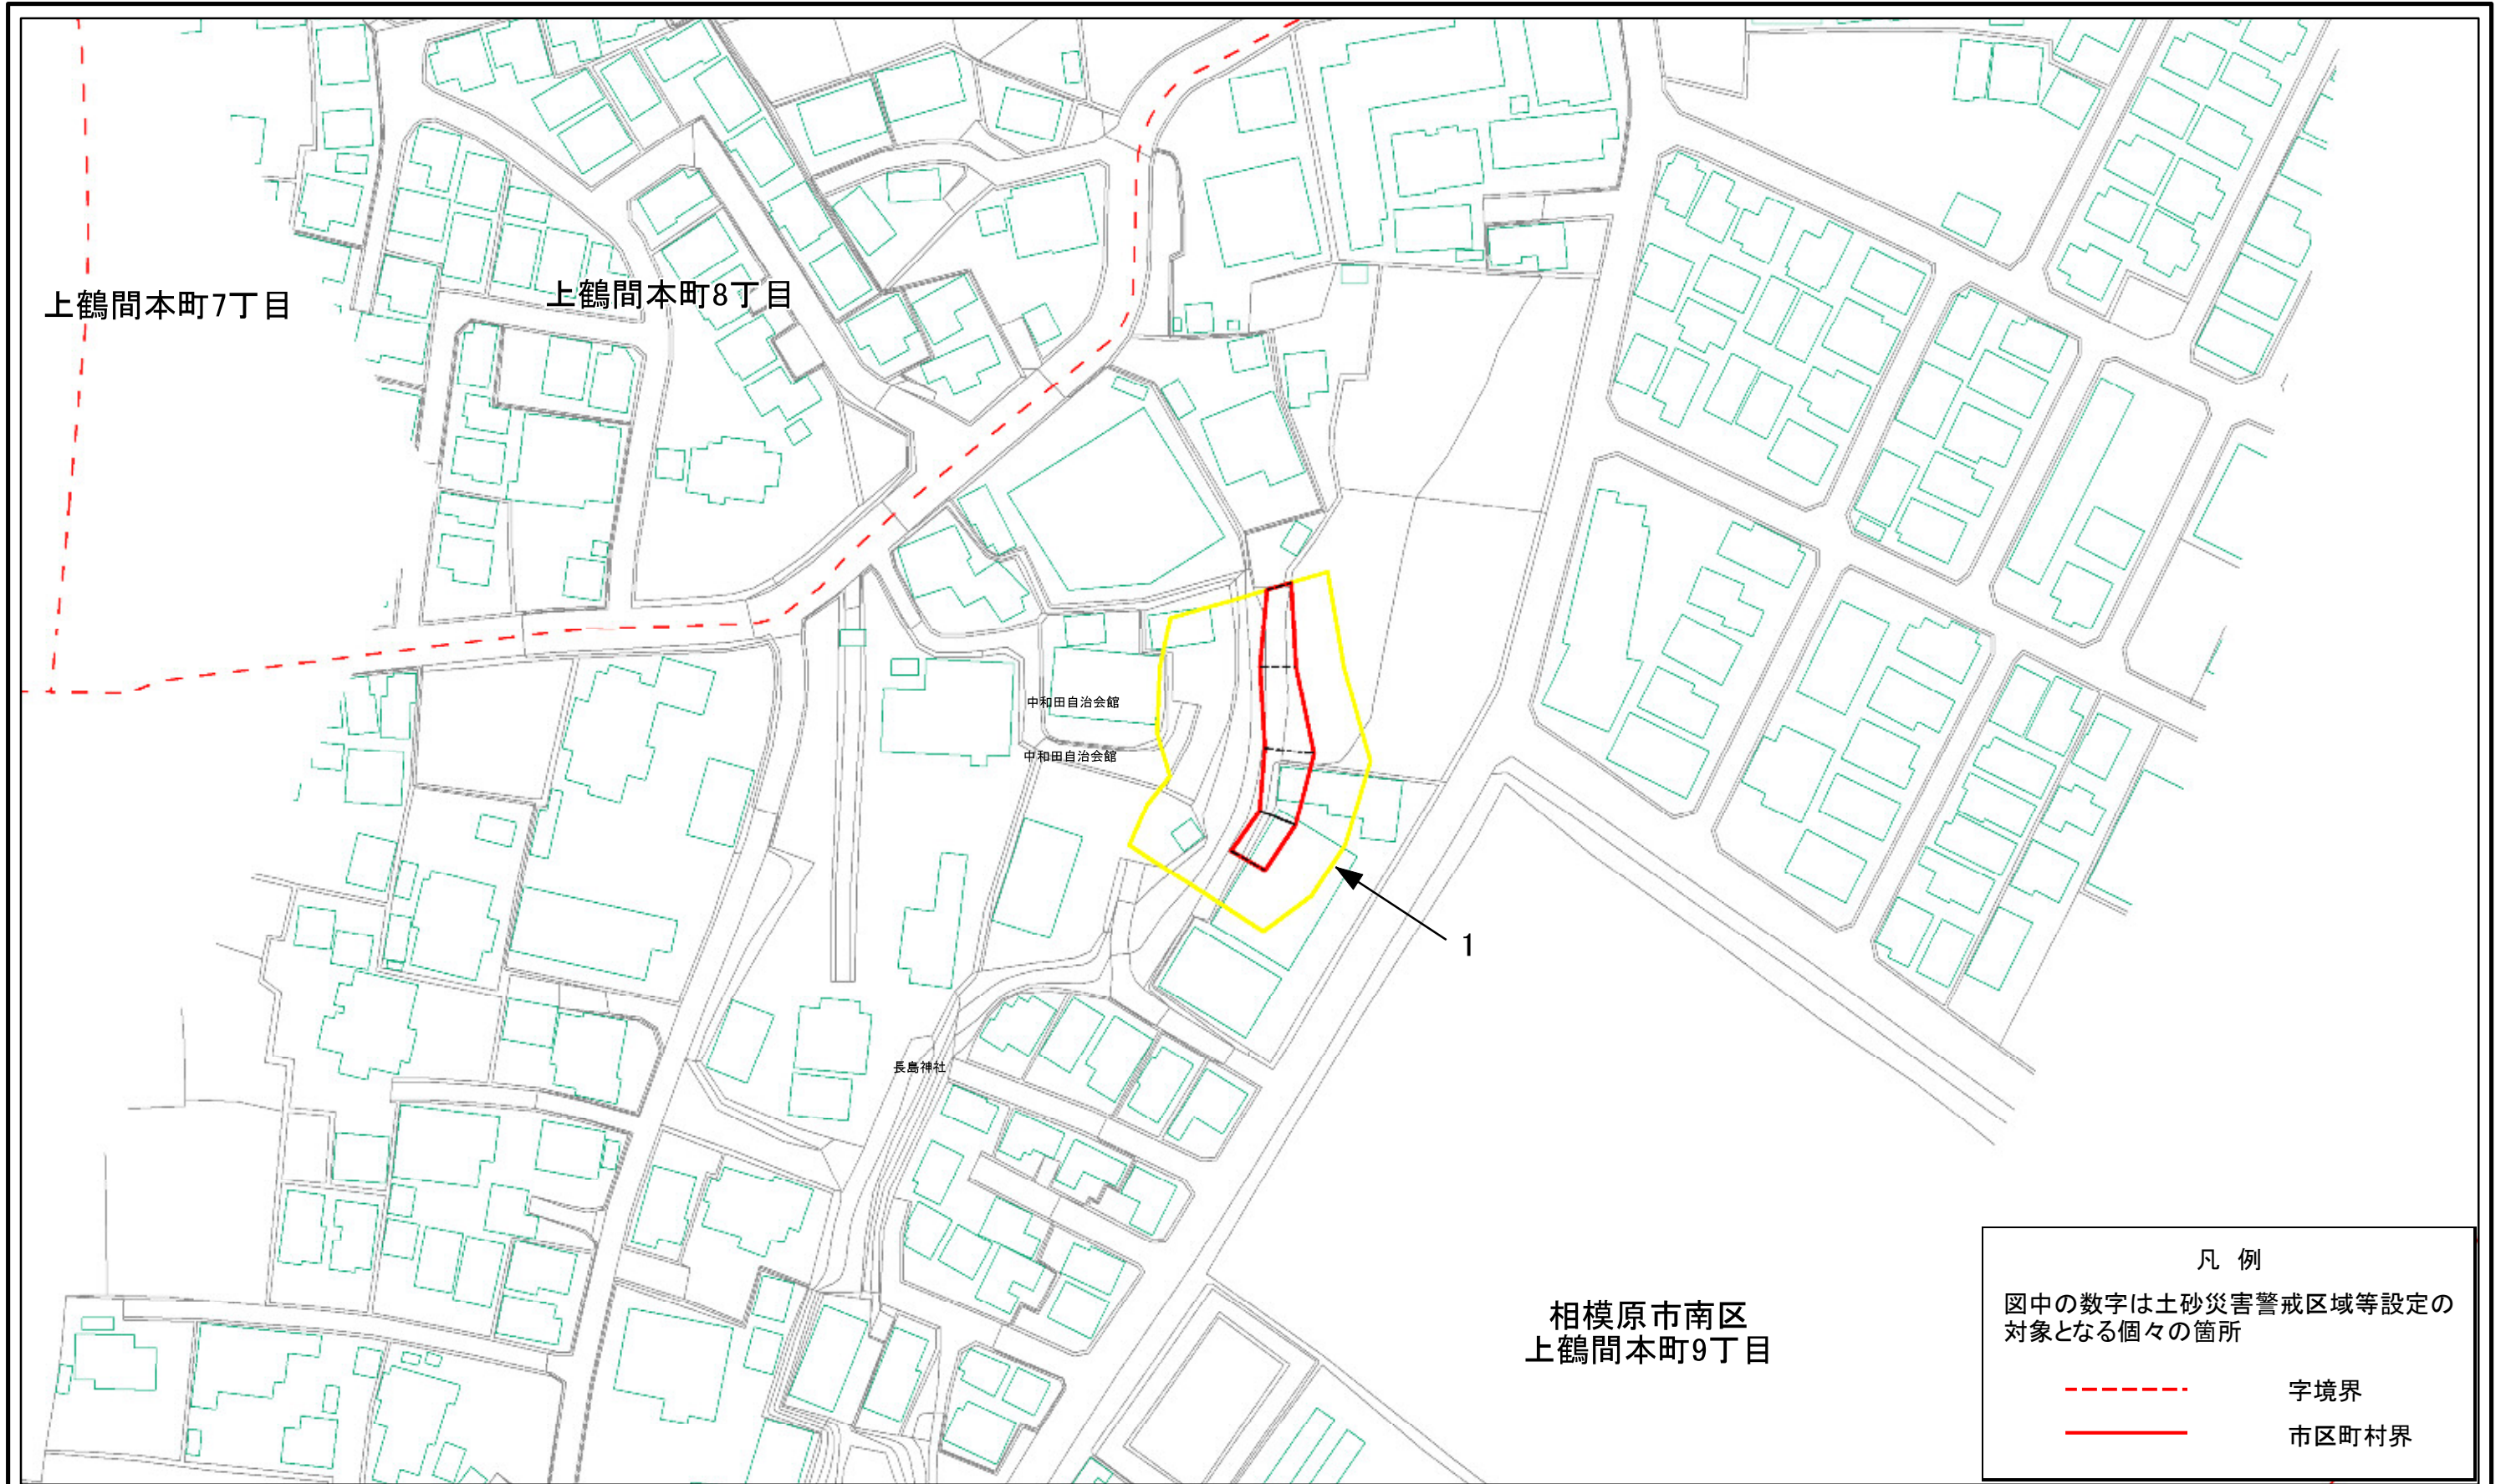 上鶴間本町7丁目
上鶴間本町8丁目
中和田自治会館
中和田自治会館
1
長島神社
相模原市南区
上鶴間本町9丁目
凡 例
図中の数字は土砂災害警戒区域等設定の
対象となる個々の箇所
字境界
市区町村界